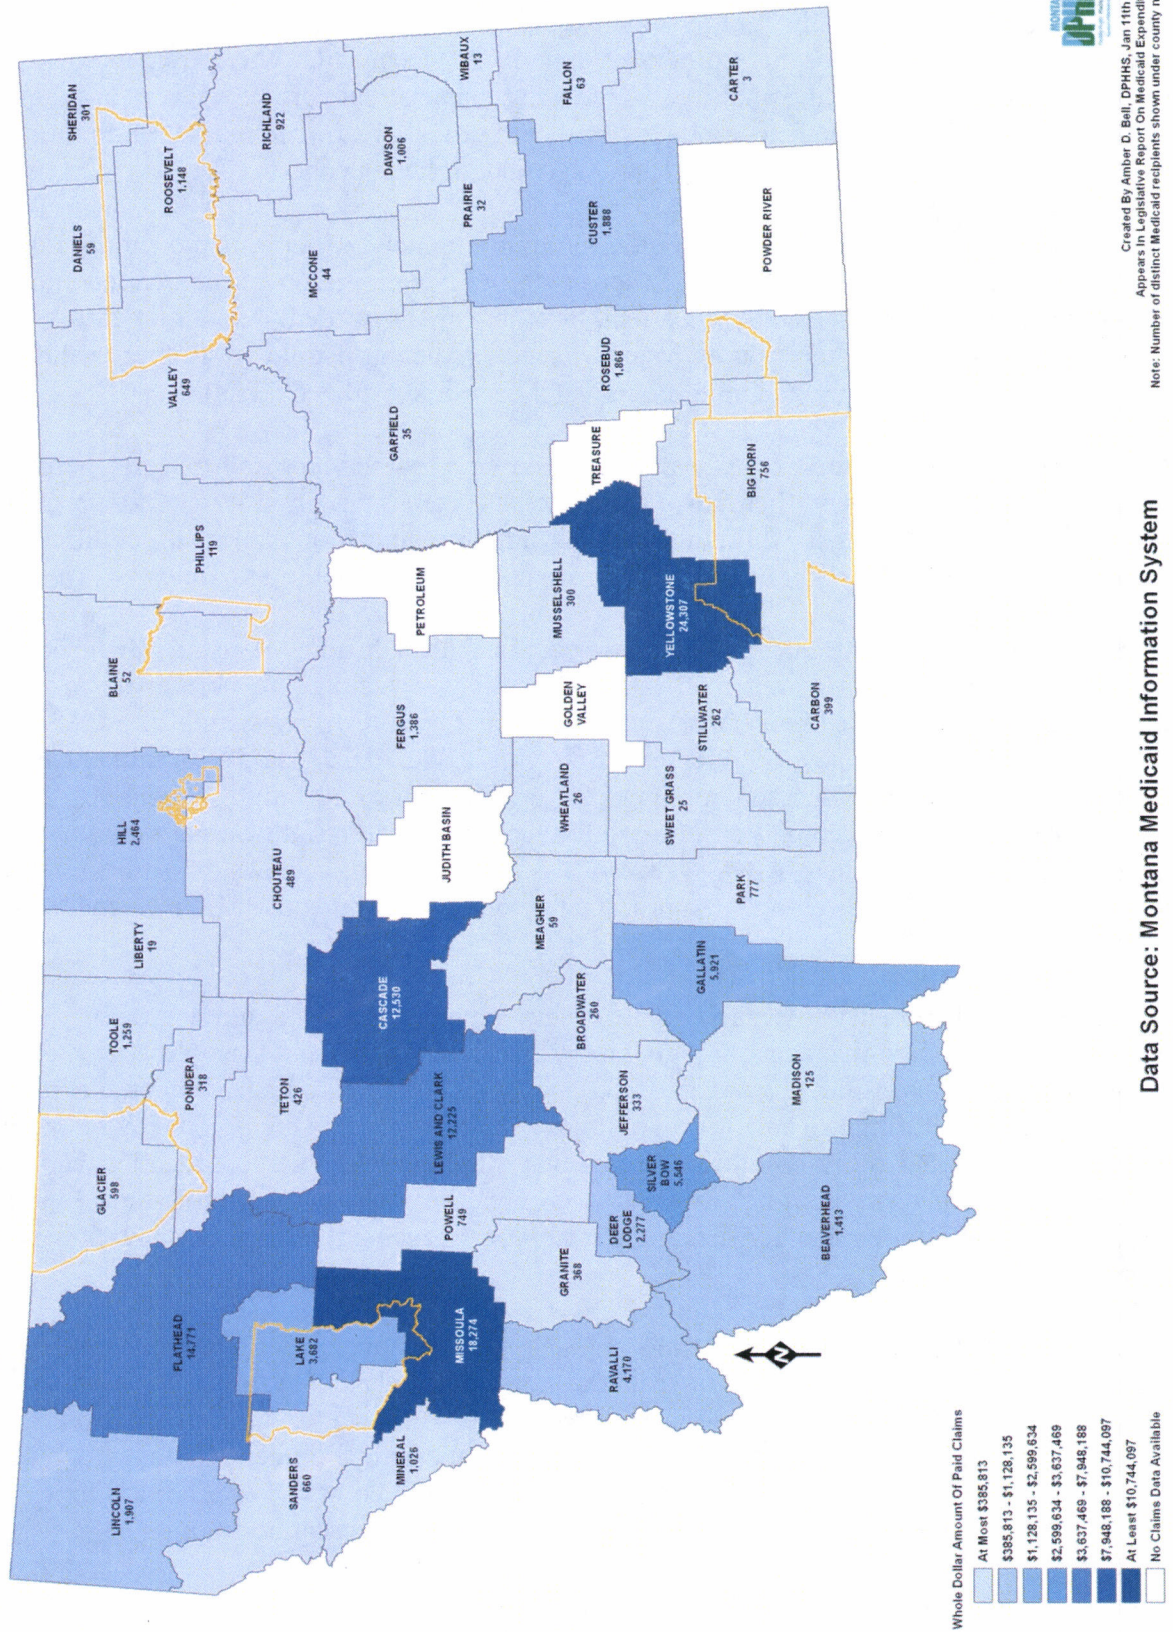 LINCOLN
1,907
FLATHEAD
14,771
GLACIER
598
TOOLE
1,259
LIBERTY
19
HILL
2,464
BLAINE
52
PHILLIPS
119
VALLEY
649
DANIELS
59
SHERIDAN
301
ROOSEVELT
1,148
PONDERA
318
TETON
426
CHOUTEAU
489
RICHLAND
922
SANDERS
660
LAKE
3,682
MINERAL
1,026
MISSOULA
18,274
POWELL
749
LEWIS AND CLARK
12,225
CASCADE
12,530
JUDITH BASIN
FERGUS
1,386
PETROLEUM
GARFIELD
35
MCCONE
44
DAWSON
1,006
PRAIRIE
32
WIBAUX
13
RAVALLI
4,170
GRANITE
368
DEER
LODGE
2,277
SILVER
BOW
5,546
JEFFERSON
333
BROADWATER
260
MEAGHER
59
WHEATLAND
26
GOLDEN
VALLEY
MUSSELSHELL
300
TREASURE
ROSEBUD
1,866
CUSTER
1,888
FALLON
63
BEAVERHEAD
1,413
MADISON
125
GALLATIN
5,921
PARK
777
SWEET GRASS
25
STILLWATER
262
YELLOWSTONE
24,307
CARBON
399
BIG HORN
756
POWDER RIVER
CARTER
3
N
Whole Dollar Amount Of Paid Claims
At Most $385,813
$385,813 - $1,128,135
$1,128,135 - $2,599,634
$2,599,634 - $3,637,469
$3,637,469 - $7,948,188
$7,948,188 - $10,744,097
At Least $10,744,097
No Claims Data Available
Data Source: Montana Medicaid Information System
Created By Amber D. Bell, DPHHS, Jan 11th
Appears In Legislative Report On Medicaid Expendi
Note: Number of distinct Medicaid recipients shown under county n
MONTA